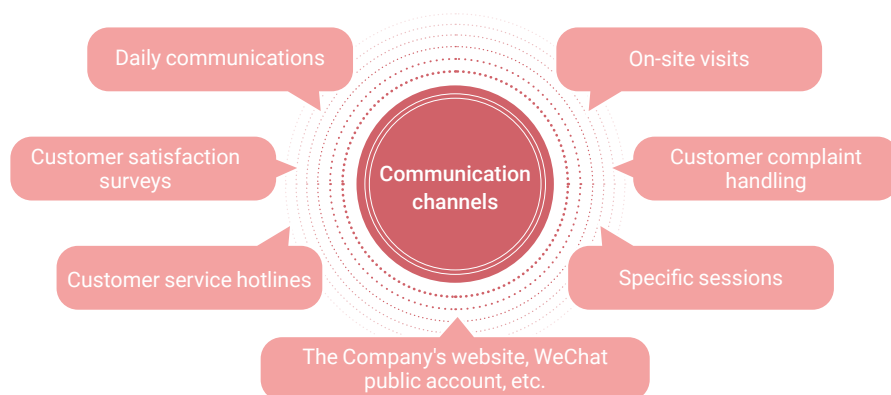 Daily communications
On-site visits
Customer satisfaction
surveys
Communication
channels
Customer complaint
handling
Customer service hotlines
Specific sessions
The Company's website, WeChat
public account, etc.